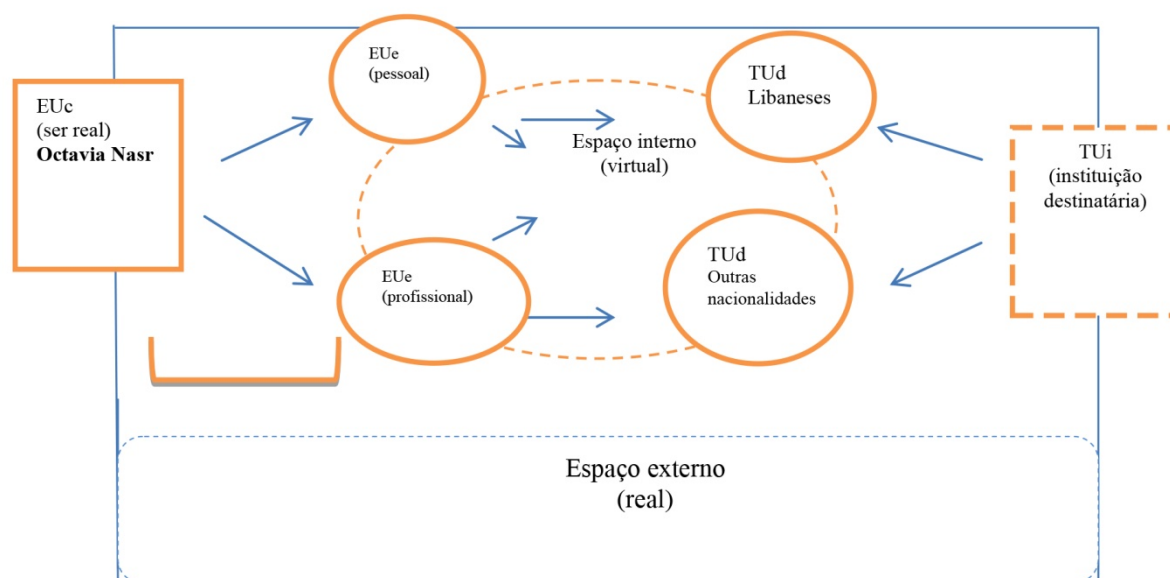 EUc
(ser real)
Octavia Nasr
EUe
(pessoal)
TUd
Libaneses
Espaço interno
(virtual)
TUi
(instituição
destinatária)
EUe
(profissional)
TUd
Outras
nacionalidades
Espaço externo
(real)